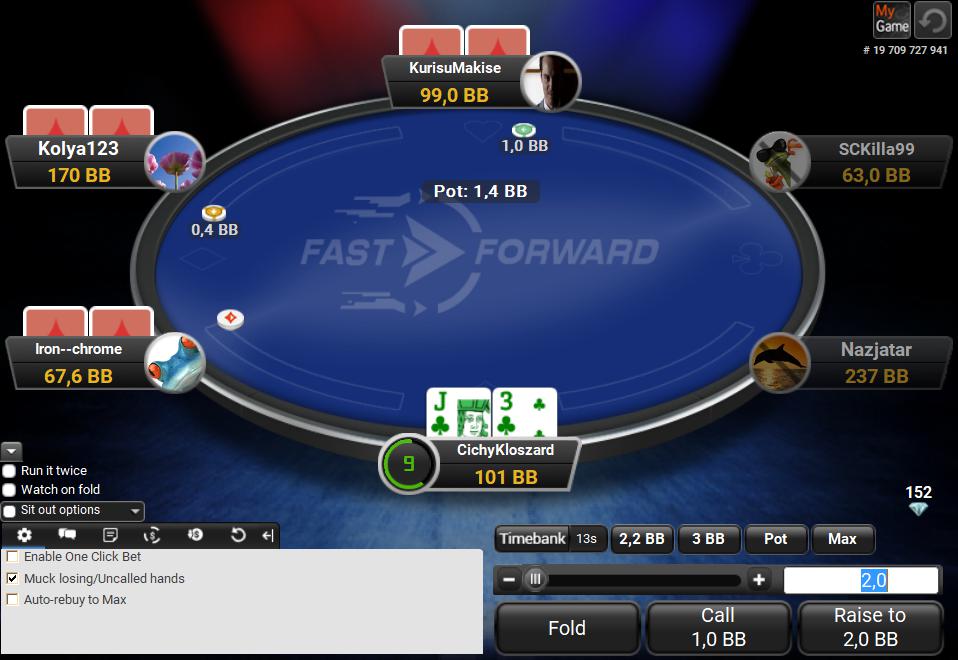 My
Game
# 19 709 727 941
KurisuMakise
99,0 BB
1,0 BB
Kolya123
170 BB
SCKilla99
63,0 BB
Pot: 1,4 BB
0,4 BB
FAST FORWARD
Iron--chrome
67,6 BB
Nazjatar
237 BB
J
3
9
CichyKloszard
101 BB
Run it twice
Watch on fold
Sit out options
152
Enable One Click Bet
Muck losing/Uncalled hands
Auto-rebuy to Max
Timebank 13s
2,2 BB
3 BB
Pot
Max
2,0
Fold
Call
1,0 BB
Raise to
2,0 BB